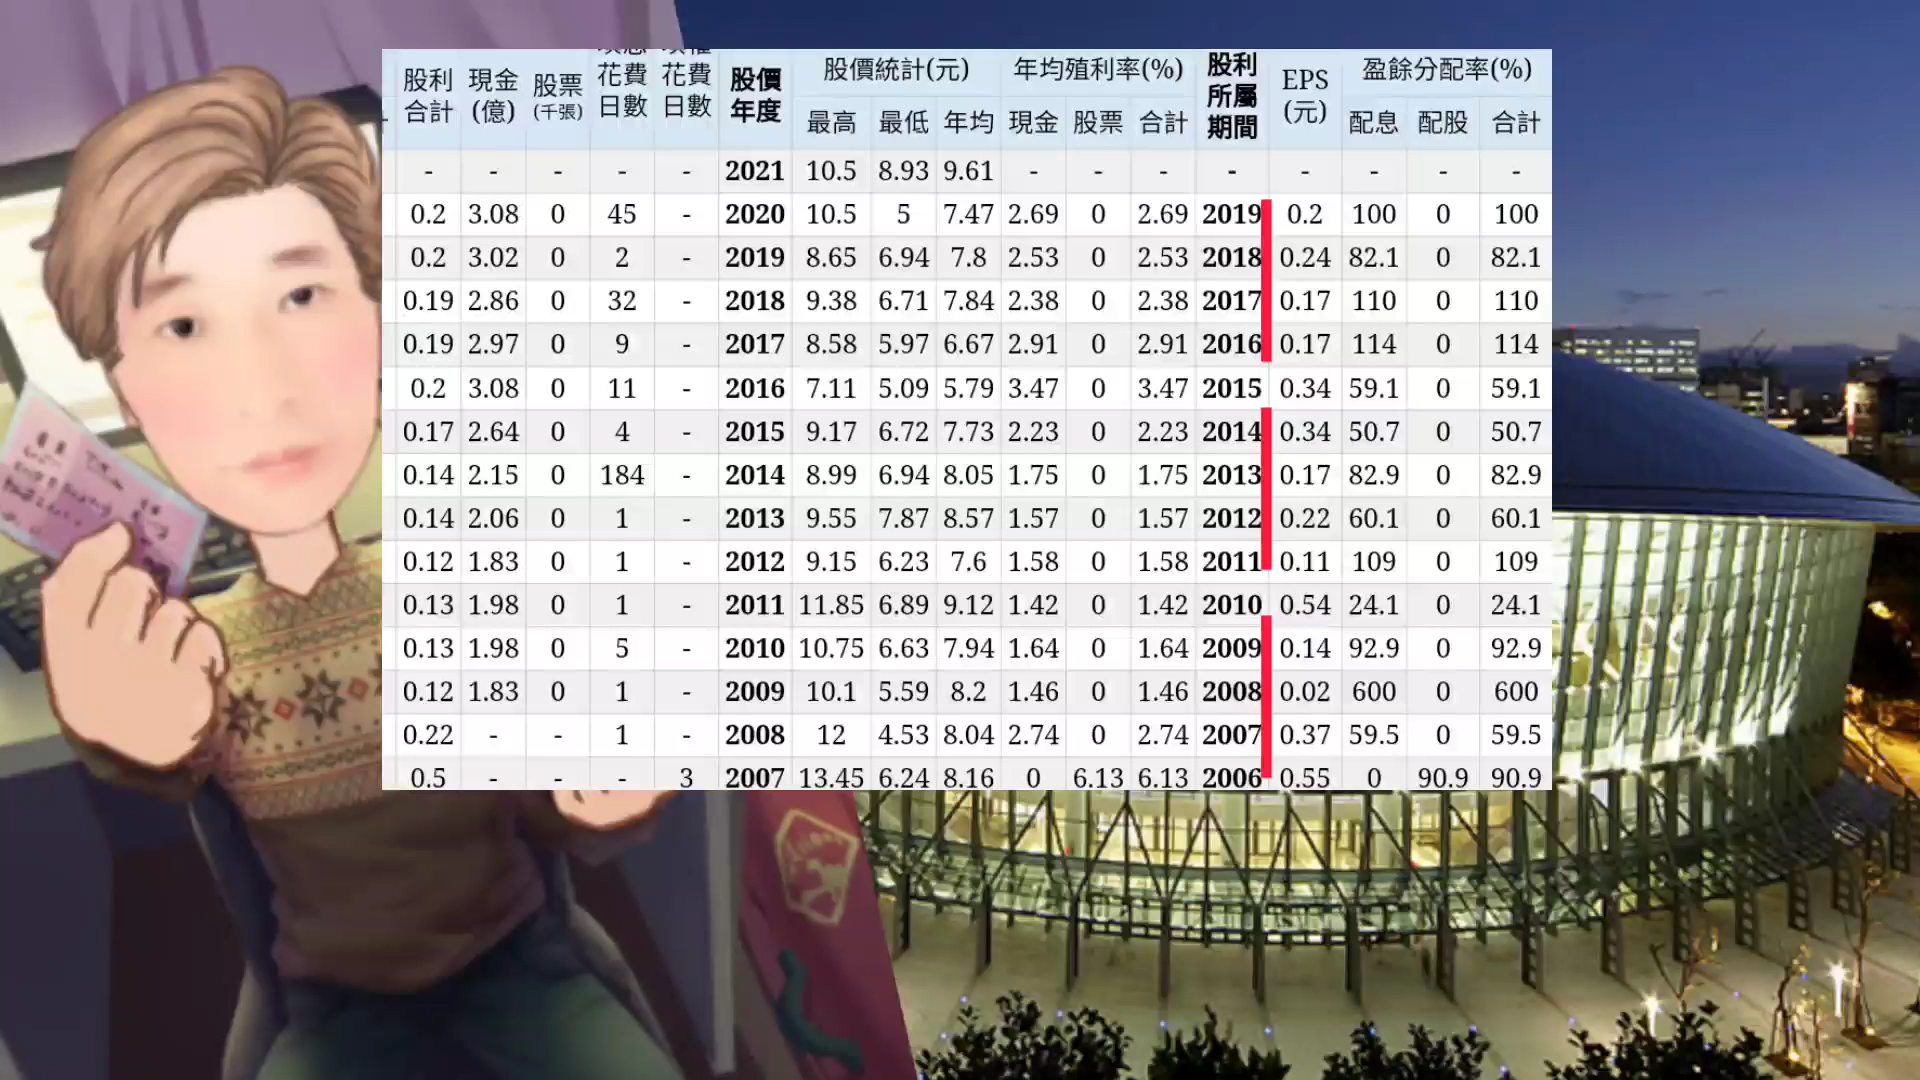 股利 合計 現金 (億) 股票 (千張) 花費 日數 花費 日數 股價 年度 股價統計(元) 年均殖利率(%) 股利 所屬 期間 EPS (元) 盈餘分配率(%)
最高 最低 年均 現金 股票 合計 配息 配股 合計
- - - - - 2021 10.5 8.93 9.61 - - - - - - - -
0.2 3.08 0 45 - 2020 10.5 5 7.47 2.69 0 2.69 2019 0.2 100 0 100
0.2 3.02 0 2 - 2019 8.65 6.94 7.8 2.53 0 2.53 2018 0.24 82.1 0 82.1
0.19 2.86 0 32 - 2018 9.38 6.71 7.84 2.38 0 2.38 2017 0.17 110 0 110
0.19 2.97 0 9 - 2017 8.58 5.97 6.67 2.91 0 2.91 2016 0.17 114 0 114
0.2 3.08 0 11 - 2016 7.11 5.09 5.79 3.47 0 3.47 2015 0.34 59.1 0 59.1
0.17 2.64 0 4 - 2015 9.17 6.72 7.73 2.23 0 2.23 2014 0.34 50.7 0 50.7
0.14 2.15 0 184 - 2014 8.99 6.94 8.05 1.75 0 1.75 2013 0.17 82.9 0 82.9
0.14 2.06 0 1 - 2013 9.55 7.87 8.57 1.57 0 1.57 2012 0.22 60.1 0 60.1
0.12 1.83 0 1 - 2012 9.15 6.23 7.6 1.58 0 1.58 2011 0.11 109 0 109
0.13 1.98 0 1 - 2011 11.85 6.89 9.12 1.42 0 1.42 2010 0.54 24.1 0 24.1
0.13 1.98 0 5 - 2010 10.75 6.63 7.94 1.64 0 1.64 2009 0.14 92.9 0 92.9
0.12 1.83 0 1 - 2009 10.1 5.59 8.2 1.46 0 1.46 2008 0.02 600 0 600
0.22 - - 1 - 2008 12 4.53 8.04 2.74 0 2.74 2007 0.37 59.5 0 59.5
0.5 - - - 3 2007 13.45 6.24 8.16 0 6.13 6.13 2006 0.55 0 90.9 90.9